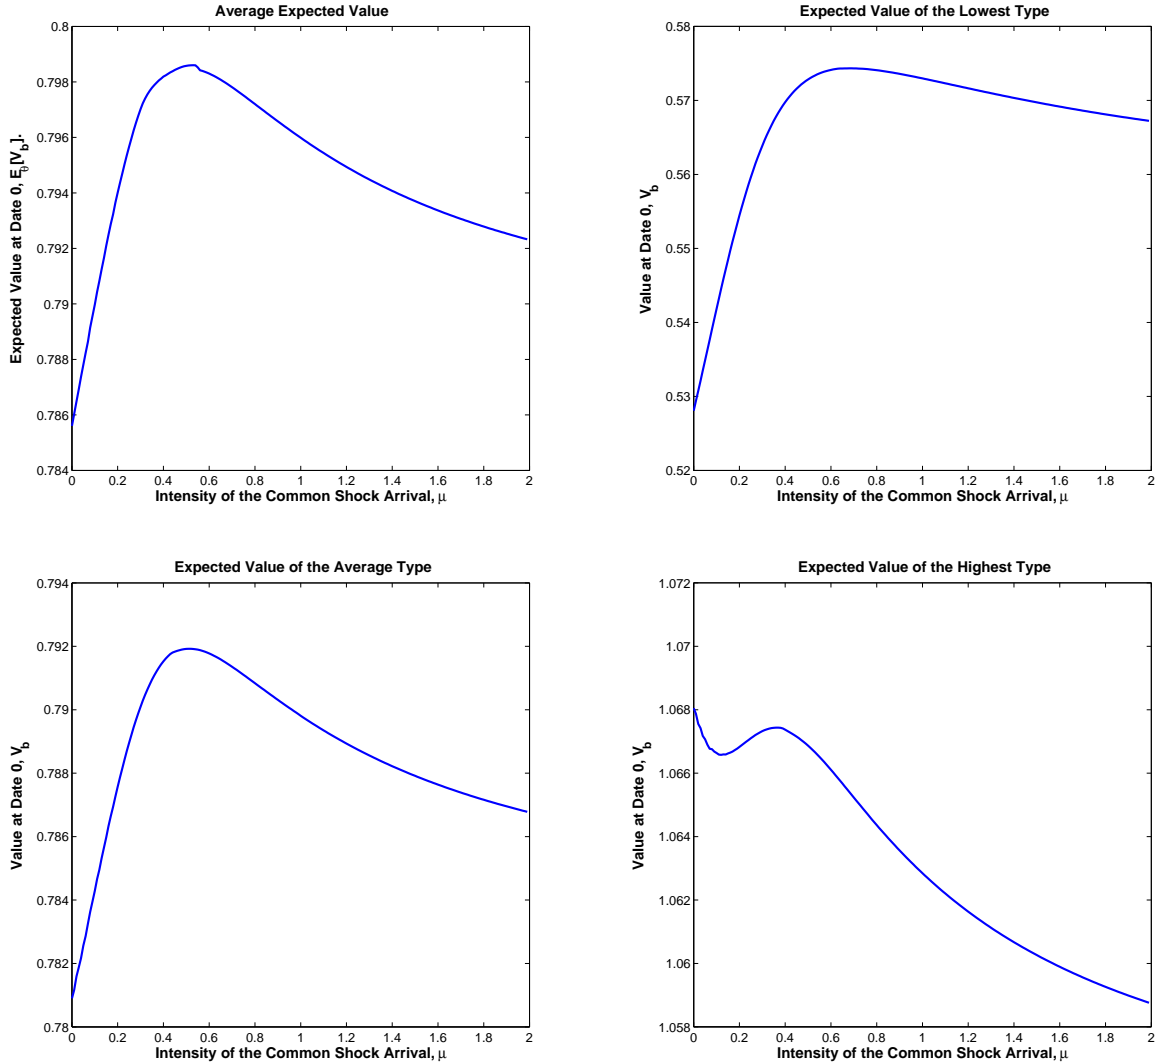 Average Expected Value
0.8
0.798
0.796
0.794
0.792
0.79
0.788
0.786
0.784
Expected Value at Date 0, E_θ[V_b].
0 0.2 0.4 0.6 0.8 1 1.2 1.4 1.6 1.8 2
Intensity of the Common Shock Arrival, μ
Expected Value of the Lowest Type
0.58
0.57
0.56
0.55
0.54
0.53
0.52
Value at Date 0, V_b
0 0.2 0.4 0.6 0.8 1 1.2 1.4 1.6 1.8 2
Intensity of the Common Shock Arrival, μ
Expected Value of the Average Type
0.794
0.792
0.79
0.788
0.786
0.784
0.782
0.78
Value at Date 0, V_b
0 0.2 0.4 0.6 0.8 1 1.2 1.4 1.6 1.8 2
Intensity of the Common Shock Arrival, μ
Expected Value of the Highest Type
1.072
1.07
1.068
1.066
1.064
1.062
1.06
1.058
Value at Date 0, V_b
0 0.2 0.4 0.6 0.8 1 1.2 1.4 1.6 1.8 2
Intensity of the Common Shock Arrival, μ